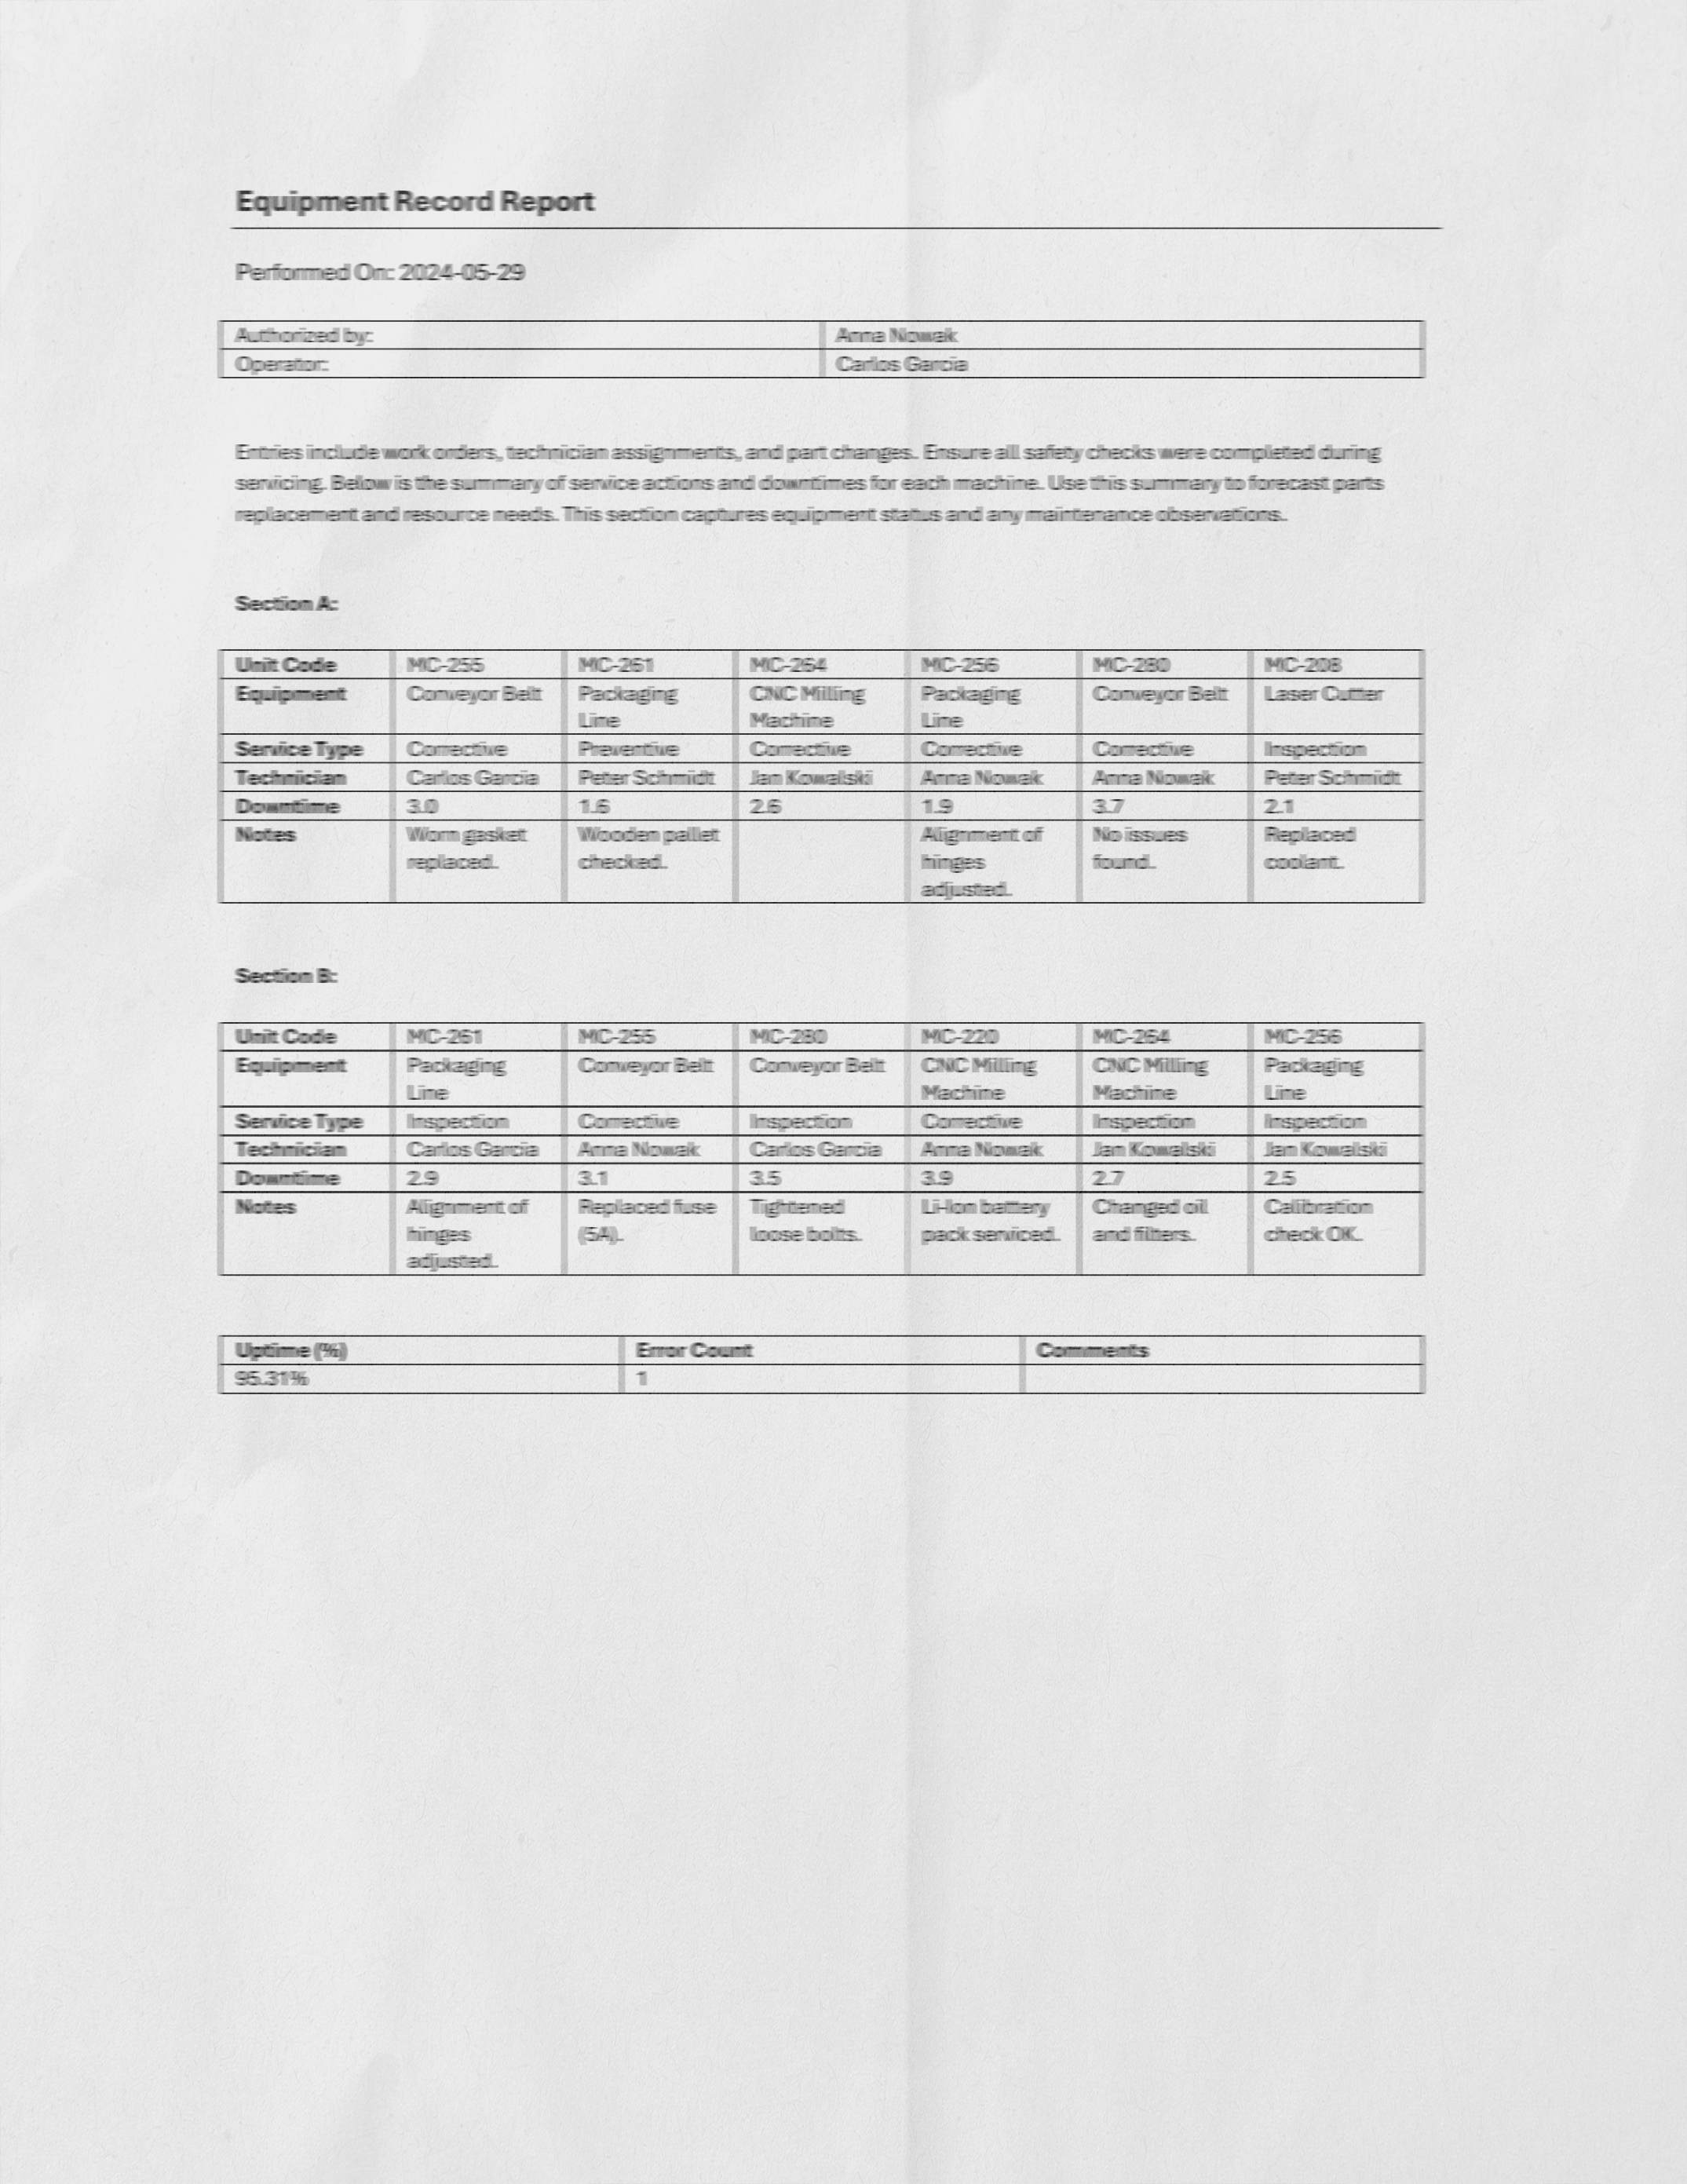 Equipment Record Report
Performed On: 2024-05-29
Authorized by: Anna Nowak
Operator: Carlos Garcia
Entries include work orders, technician assignments, and part changes. Ensure all safety checks were completed during
servicing. Below is the summary of service actions and downtimes for each machine. Use this summary to forecast parts
replacement and resource needs. This section captures equipment status and any maintenance observations.
Section A:
Unit Code MC-255 MC-261 MC-264 MC-256 MC-280 MC-208
Equipment Conveyor Belt Packaging CNC Milling Packaging Conveyor Belt Laser Cutter
Line Machine Line
Service Type Corrective Preventive Corrective Corrective Corrective Inspection
Technician Carlos Garcia Peter Schmidt Jan Kowalski Anna Nowak Anna Nowak Peter Schmidt
Downtime 3.0 1.6 2.6 1.9 3.7 2.1
Notes Worn gasket Wooden pallet Alignment of No issues Replaced
replaced. checked. hinges found. coolant.
adjusted.
Section B:
Unit Code MC-261 MC-255 MC-280 MC-220 MC-264 MC-256
Equipment Packaging Conveyor Belt Conveyor Belt CNC Milling CNC Milling Packaging
Line Machine Machine Line
Service Type Inspection Corrective Inspection Corrective Inspection Inspection
Technician Carlos Garcia Anna Nowak Carlos Garcia Anna Nowak Jan Kowalski Jan Kowalski
Downtime 2.9 3.1 3.5 3.9 2.7 2.5
Notes Alignment of Replaced fuse Tightened Li-Ion battery Changed oil Calibration
hinges (5A). loose bolts. pack serviced. and filters. check OK.
adjusted.
Uptime (%) Error Count Comments
95.31% 1